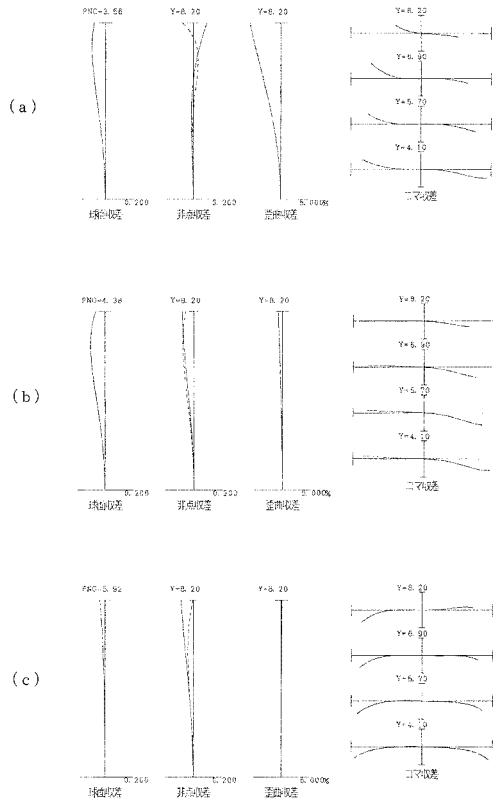 FNO=3.56 Y=8.20 Y=8.20 Y=8.20
Y=6.90
(a)
Y=5.70
Y=4.10
0.200 0.200 5.000%
球面収差 非点収差 歪曲収差 コマ収差
FNO=4.36 Y=8.20 Y=8.20 Y=8.20
Y=6.90
(b)
Y=5.70
Y=4.10
0.200 0.200 5.000%
球面収差 非点収差 歪曲収差 コマ収差
FNO=5.92 Y=8.20 Y=8.20 Y=8.20
Y=6.90
(c)
Y=5.70
Y=4.10
0.200 0.200 5.000%
球面収差 非点収差 歪曲収差 コマ収差